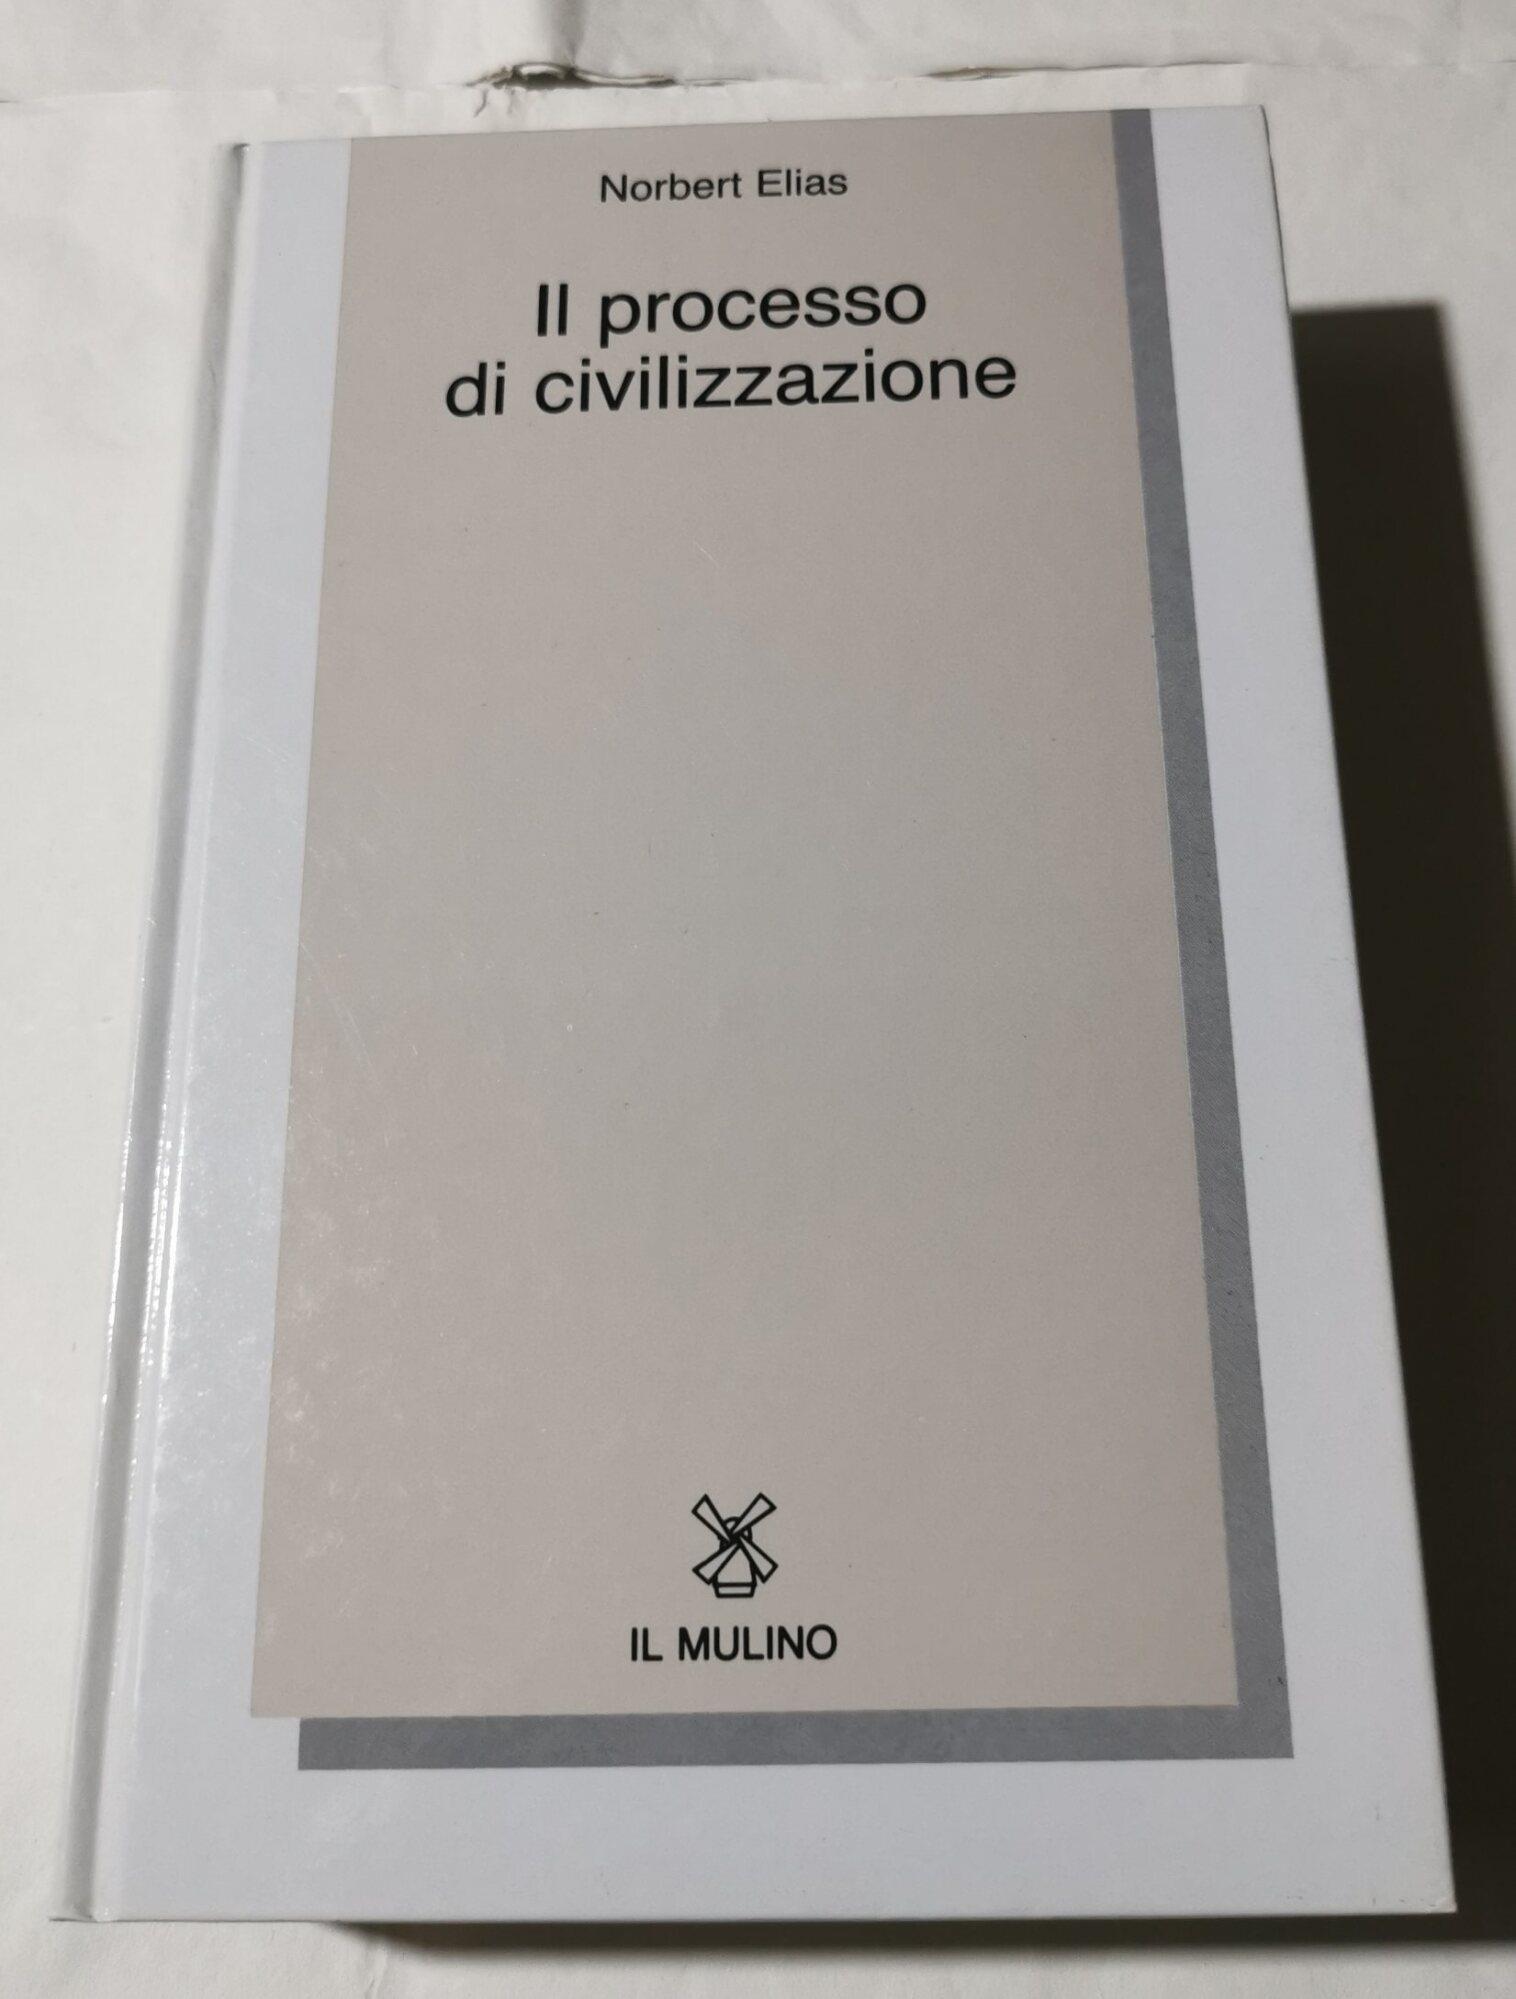 Norbert Elias
Il processo
di civilizzazione
IL MULINO